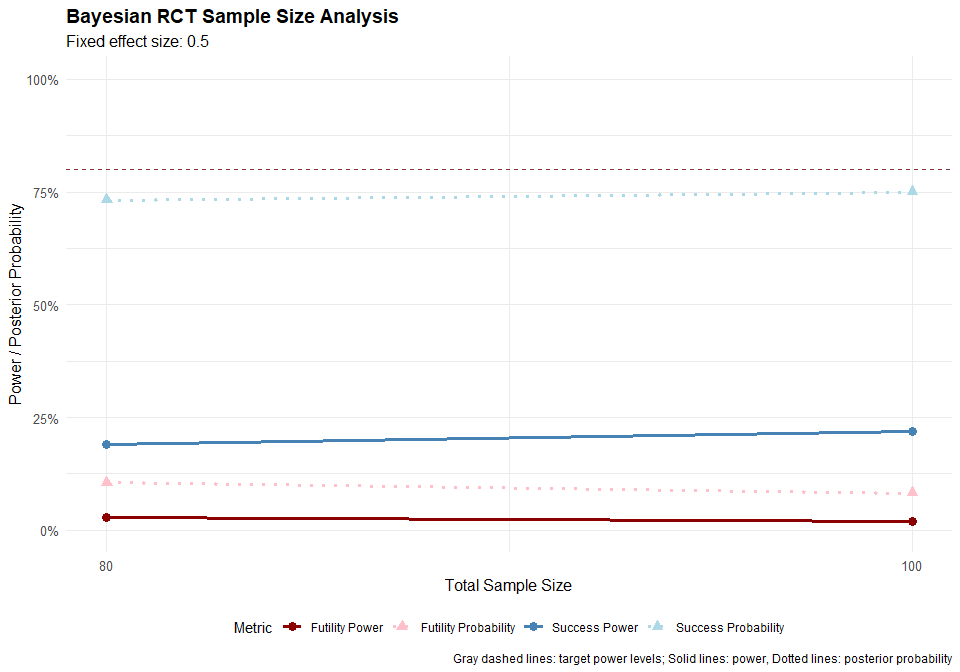 Bayesian RCT Sample Size Analysis
Fixed effect size: 0.5
Power / Posterior Probability
100%
75%
50%
25%
0%
80
100
Total Sample Size
Metric
Futility Power
Futility Probability
Success Power
Success Probability
Gray dashed lines: target power levels; Solid lines: power, Dotted lines: posterior probability